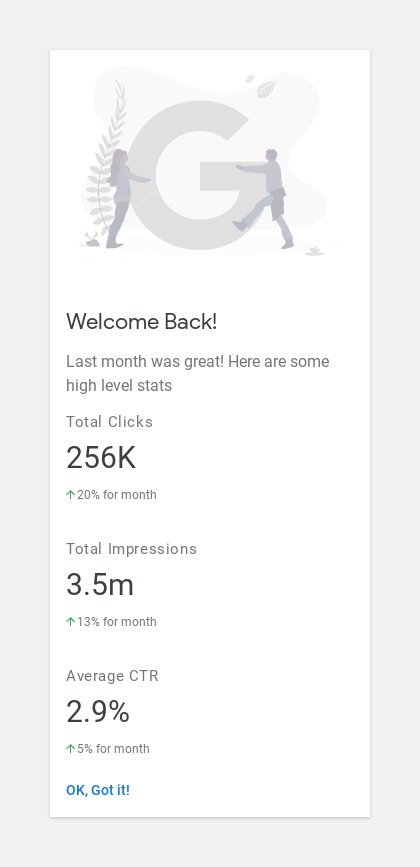 G
Welcome Back!
Last month was great! Here are some
high level stats
Total Clicks
256K
↑20% for month
Total Impressions
3.5m
↑13% for month
Average CTR
2.9%
↑5% for month
OK, Got it!